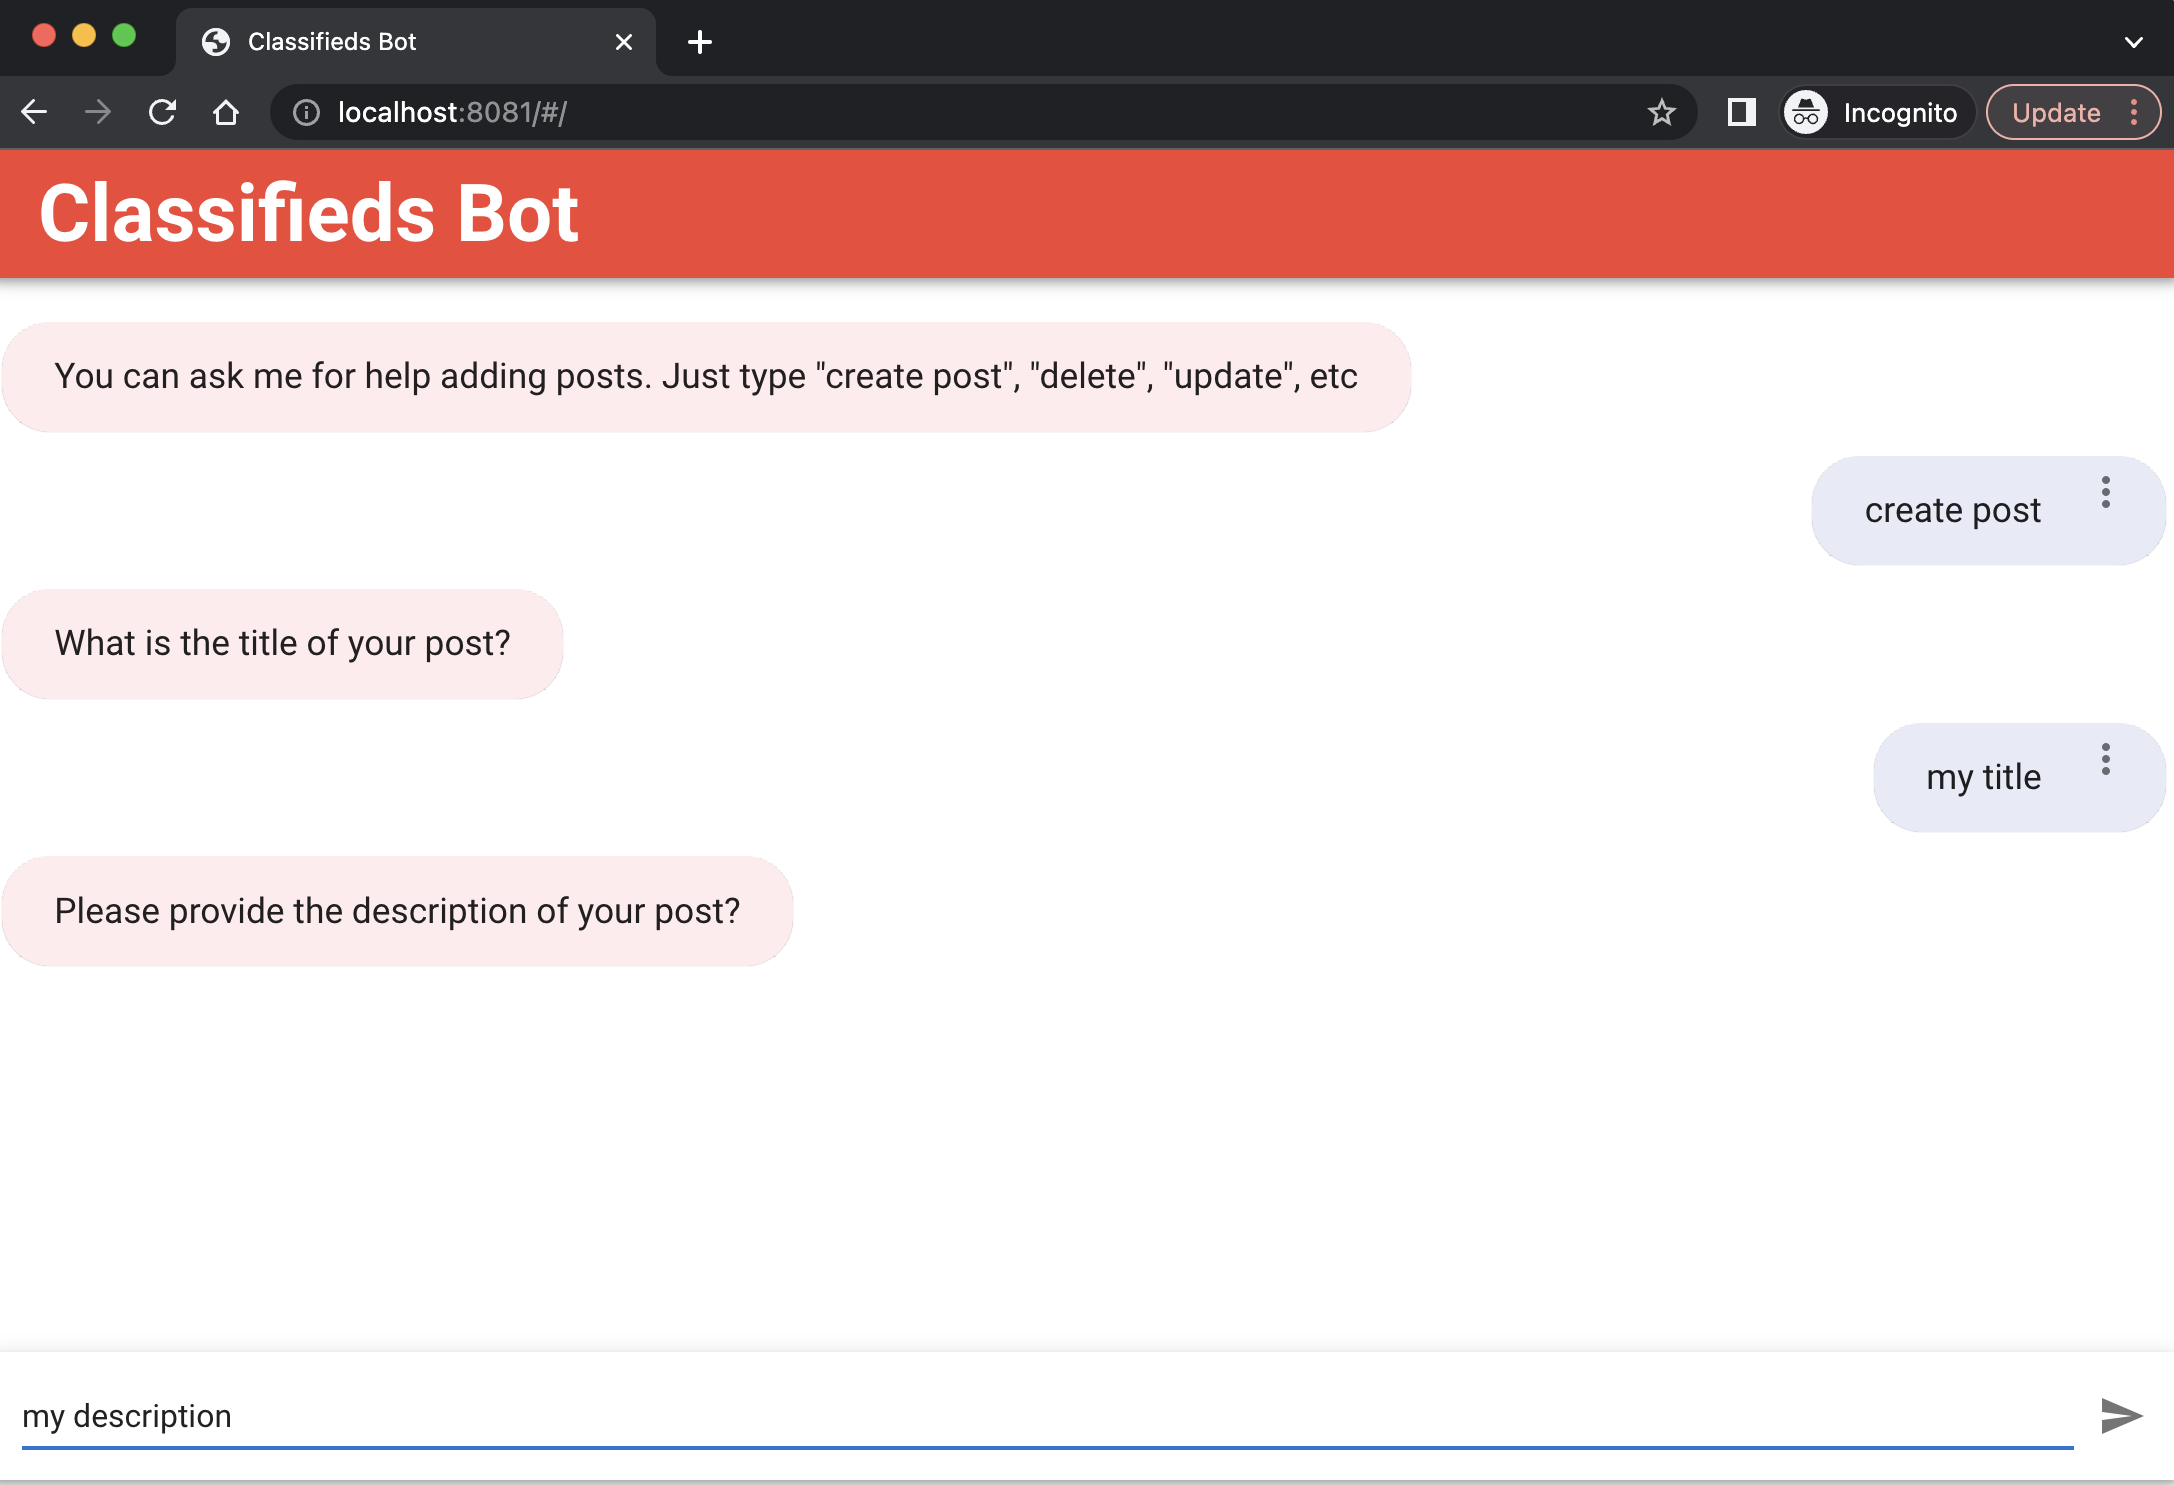 Classifieds Bot
localhost:8081/#/
Incognito
Update
Classifieds Bot
You can ask me for help adding posts. Just type "create post", "delete", "update", etc
create post
What is the title of your post?
my title
Please provide the description of your post?
my description